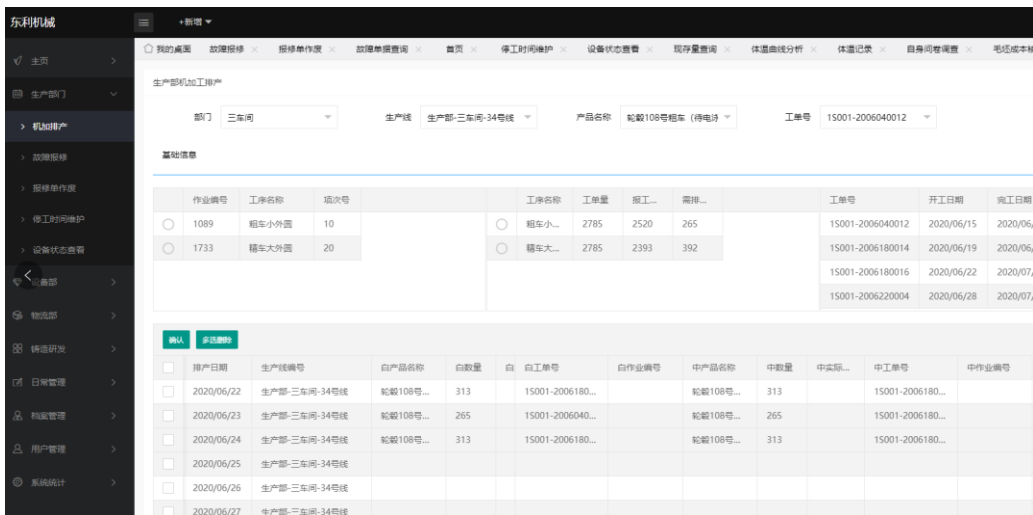 东利机械
+新增
我的桌面 故障报修 报修单作废 故障单据查询 首页 停工时间维护 设备状态查看 现存量查询 体温曲线分析 体温记录 自身问卷调查 毛坯成本核
主页
生产部门
机加排产
故障报修
报修单作废
停工时间维护
设备状态查看
设备部
物流部
铸造研发
日常管理
档案管理
用户管理
系统统计
生产部机加工排产
部门 三车间 生产线 生产部-三车间-34号线 产品名称 轮毂108号粗车 (待电泳 工单号 1S001-2006040012
基础信息
作业编号 工序名称 项次号
1089 粗车小外圆 10
1733 精车大外圆 20
工序名称 工单量 报工... 需排...
粗车小... 2785 2520 265
精车大... 2785 2393 392
工单号 开工日期 完工日期
1S001-2006040012 2020/06/15 2020/06/
1S001-2006180014 2020/06/19 2020/06/
1S001-2006180016 2020/06/22 2020/07/
1S001-2006220004 2020/06/28 2020/07/
确认 多选删除
排产日期 生产线编号 白产品名称 白数量 白 白工单号 白作业编号 中产品名称 中数量 中实际... 中工单号 中作业编号
2020/06/22 生产部-三车间-34号线 轮毂108号... 313 1S001-2006180... 轮毂108号... 313 1S001-2006180...
2020/06/23 生产部-三车间-34号线 轮毂108号... 265 1S001-2006040... 轮毂108号... 265 1S001-2006180...
2020/06/24 生产部-三车间-34号线 轮毂108号... 313 1S001-2006180... 轮毂108号... 313 1S001-2006180...
2020/06/25 生产部-三车间-34号线
2020/06/26 生产部-三车间-34号线
2020/06/27 生产部-三车间-34号线